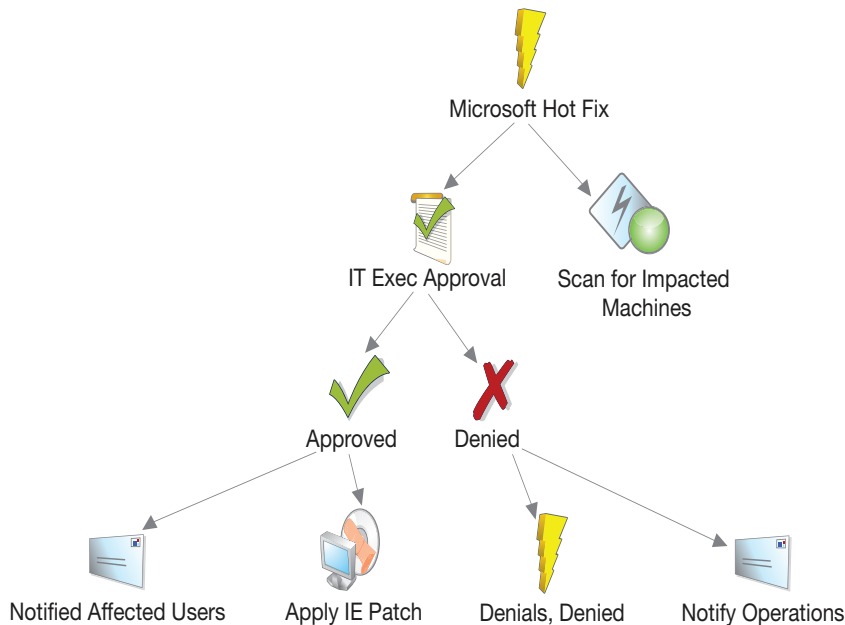 Microsoft Hot Fix
IT Exec Approval
Scan for Impacted
Machines
Approved
Denied
Notified Affected Users
Apply IE Patch
Denials, Denied
Notify Operations